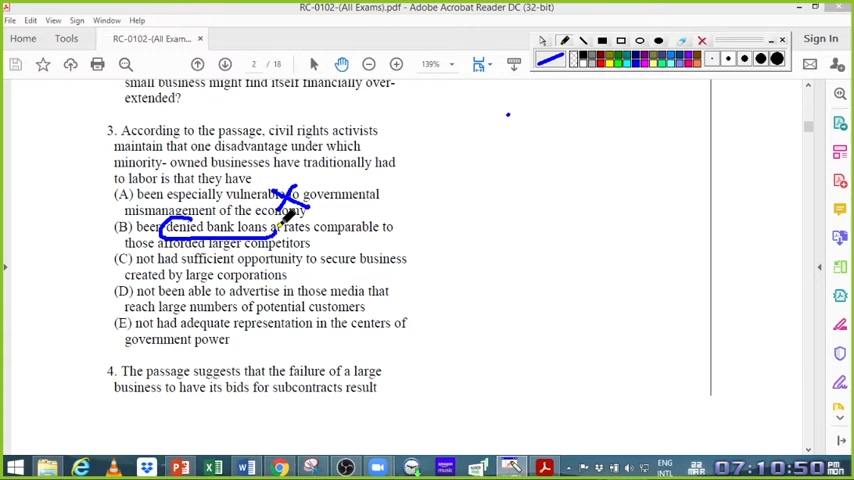 RC-0102-(All Exams).pdf - Adobe Acrobat Reader DC (32-bit)
File Edit View Sign Window Help
Home Tools RC-0102-(All Exam... × Sign In
2 / 18 139%
small business might find itself financially over-
extended?
3. According to the passage, civil rights activists
maintain that one disadvantage under which
minority- owned businesses have traditionally had
to labor is that they have
(A) been especially vulnerable to governmental
mismanagement of the economy
(B) been denied bank loans at rates comparable to
those afforded larger competitors
(C) not had sufficient opportunity to secure business
created by large corporations
(D) not been able to advertise in those media that
reach large numbers of potential customers
(E) not had adequate representation in the centers of
government power
4. The passage suggests that the failure of a large
business to have its bids for subcontracts result
amazon
music
ENG
INTL
22
MAR
07:10:50 PM
MON